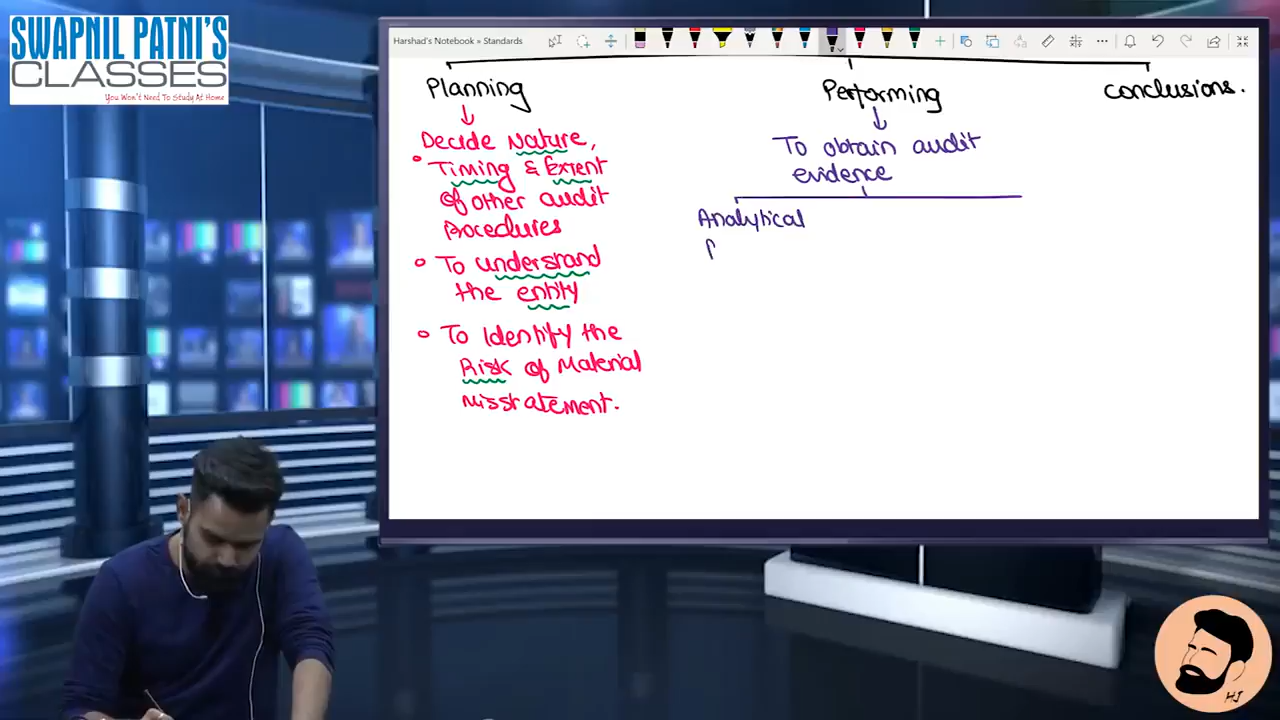 SWAPNIL PATNI'S
CLASSES
You Won't Need To Study At Home
Harshad's Notebook » Standards
Planning
Decide Nature,
Timing & Extent
of other audit
Procedures
To understand
the entity
To Identify the
Risk of Material
Misstatement.
Performing
To obtain audit
evidence
Analytical
P
conclusions.
HJ